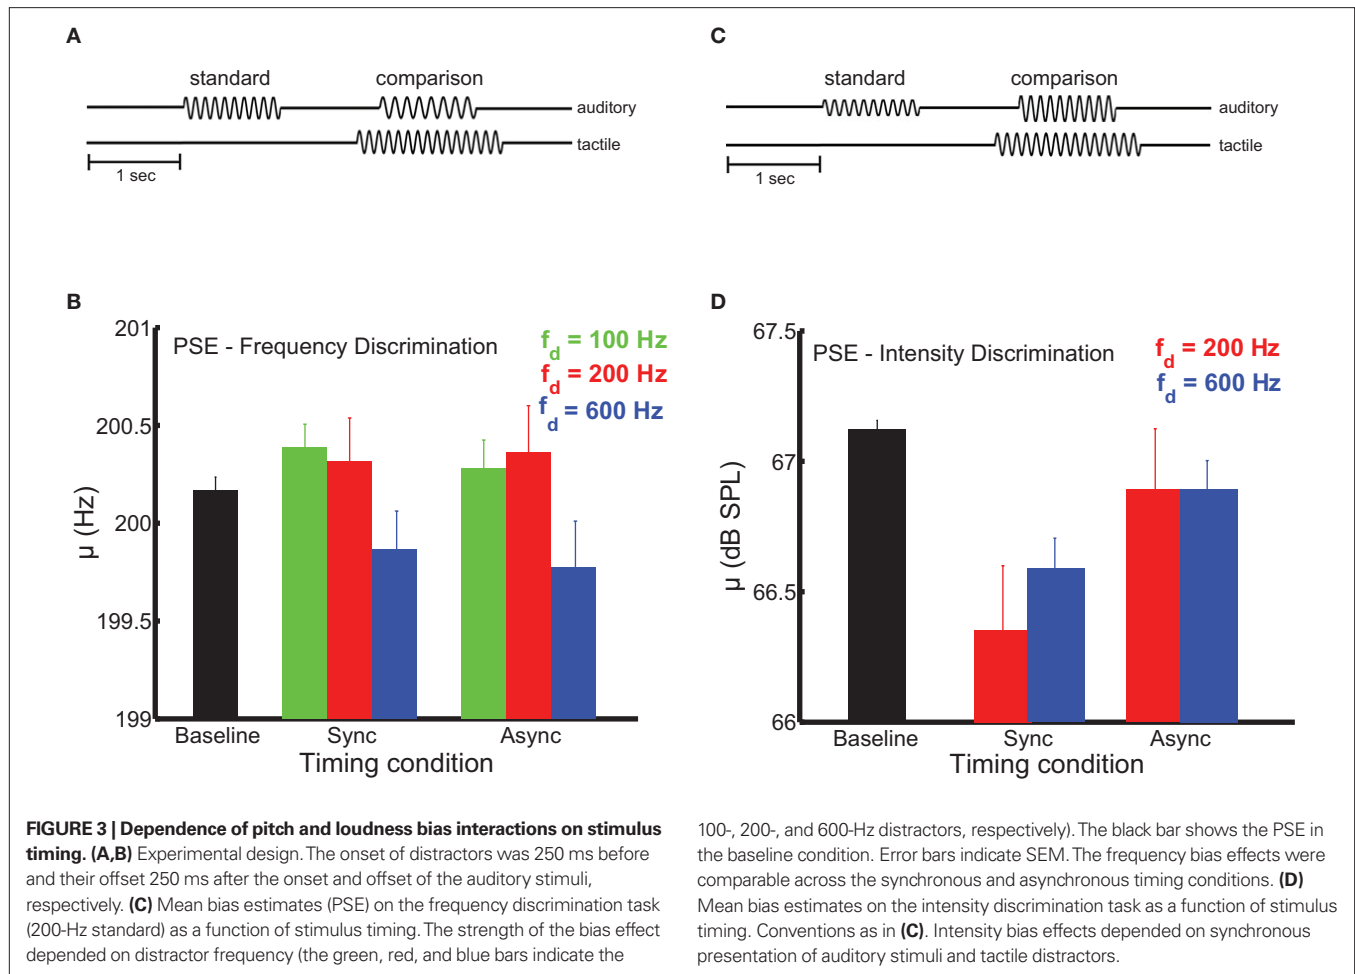 A
standard comparison
auditory
tactile
1 sec
C
standard comparison
auditory
tactile
1 sec
B
PSE - Frequency Discrimination
f_d = 100 Hz
f_d = 200 Hz
f_d = 600 Hz
201
200.5
200
199.5
199
μ (Hz)
Baseline Sync Async
Timing condition
D
PSE - Intensity Discrimination
f_d = 200 Hz
f_d = 600 Hz
67.5
67
66.5
66
μ (dB SPL)
Baseline Sync Async
Timing condition
FIGURE 3 | Dependence of pitch and loudness bias interactions on stimulus
timing. (A,B) Experimental design. The onset of distractors was 250 ms before
and their offset 250 ms after the onset and offset of the auditory stimuli,
respectively. (C) Mean bias estimates (PSE) on the frequency discrimination task
(200-Hz standard) as a function of stimulus timing. The strength of the bias effect
depended on distractor frequency (the green, red, and blue bars indicate the
100-, 200-, and 600-Hz distractors, respectively). The black bar shows the PSE in
the baseline condition. Error bars indicate SEM. The frequency bias effects were
comparable across the synchronous and asynchronous timing conditions. (D)
Mean bias estimates on the intensity discrimination task as a function of stimulus
timing. Conventions as in (C). Intensity bias effects depended on synchronous
presentation of auditory stimuli and tactile distractors.